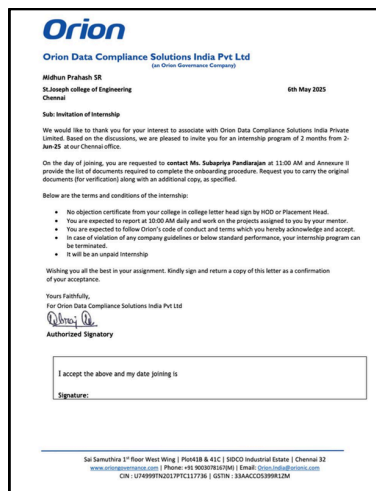 Orion
Orion Data Compliance Solutions India Pvt Ltd
(an Orion Governance Company)
Midhun Prahash SR
St.Joseph college of Engineering 6th May 2025
Chennai
Sub: Invitation of Internship
We would like to thank you for your interest to associate with Orion Data Compliance Solutions India Private
Limited. Based on the discussions, we are pleased to invite you for an internship program of 2 months from 2-
Jun-25 at our Chennai office.
On the day of joining, you are requested to contact Ms. Subapriya Pandiarajan at 11:00 AM and Annexure II
provide the list of documents required to complete the onboarding procedure. Request you to carry the original
documents (for verification) along with an additional copy, as specified.
Below are the terms and conditions of the internship:
• No objection certificate from your college in college letter head sign by HOD or Placement Head.
• You are expected to report at 10:00 AM daily and work on the projects assigned to you by your mentor.
• You are expected to follow Orion's code of conduct and terms which you hereby acknowledge and accept.
• In case of violation of any company guidelines or below standard performance, your internship program can
be terminated.
• It will be an unpaid Internship
Wishing you all the best in your assignment. Kindly sign and return a copy of this letter as a confirmation
of your acceptance.
Yours Faithfully,
For Orion Data Compliance Solutions India Pvt Ltd
Authorized Signatory
I accept the above and my date joining is
Signature:
Sai Samuthira 1st floor West Wing | Plot41B & 41C | SIDCO Industrial Estate | Chennai 32
www.oriongovernance.com | Phone: +91 9003078167(M) | Email: Orion.India@orionic.com
CIN : U74999TN2017PTC117736 | GSTIN : 33AACCO5399R1ZM